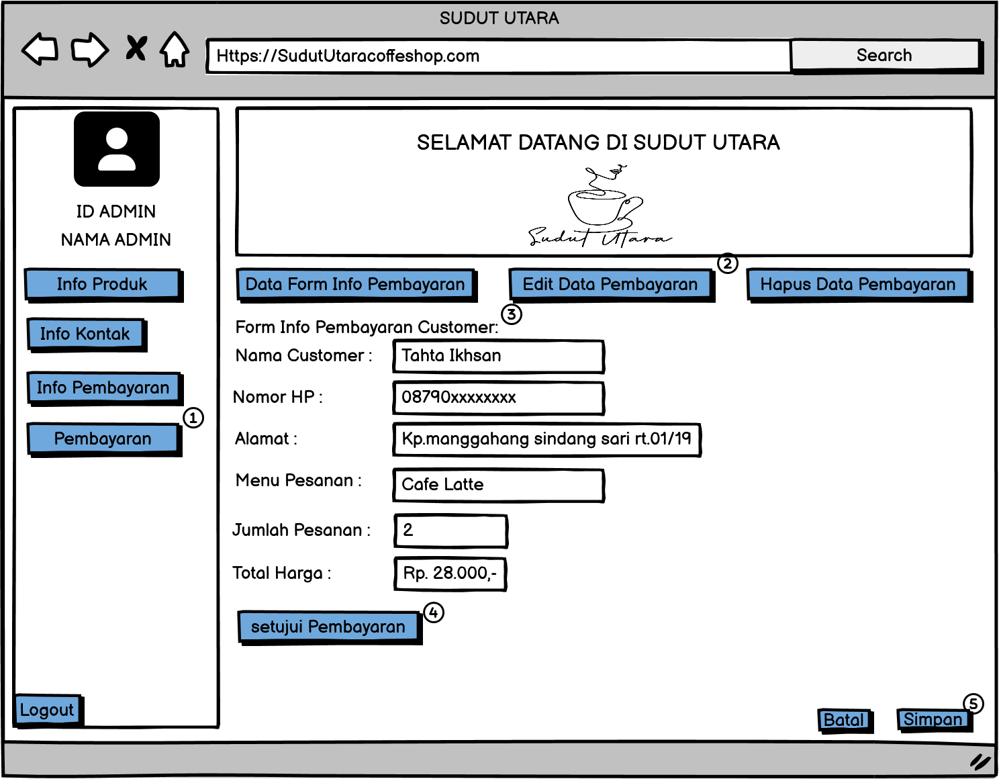 SUDUT UTARA
Https://SudutUtaracoffeshop.com
Search
ID ADMIN
NAMA ADMIN
Info Produk
Info Kontak
Info Pembayaran
1
Pembayaran
Logout
SELAMAT DATANG DI SUDUT UTARA
Sudut Utara
2
Data Form Info Pembayaran
Edit Data Pembayaran
Hapus Data Pembayaran
3
Form Info Pembayaran Customer:
Nama Customer : Tahta Ikhsan
Nomor HP : 08790xxxxxxxx
Alamat : Kp.manggahang sindang sari rt.01/19
Menu Pesanan : Cafe Latte
Jumlah Pesanan : 2
Total Harga : Rp. 28.000,-
4
setujui Pembayaran
5
Batal
Simpan